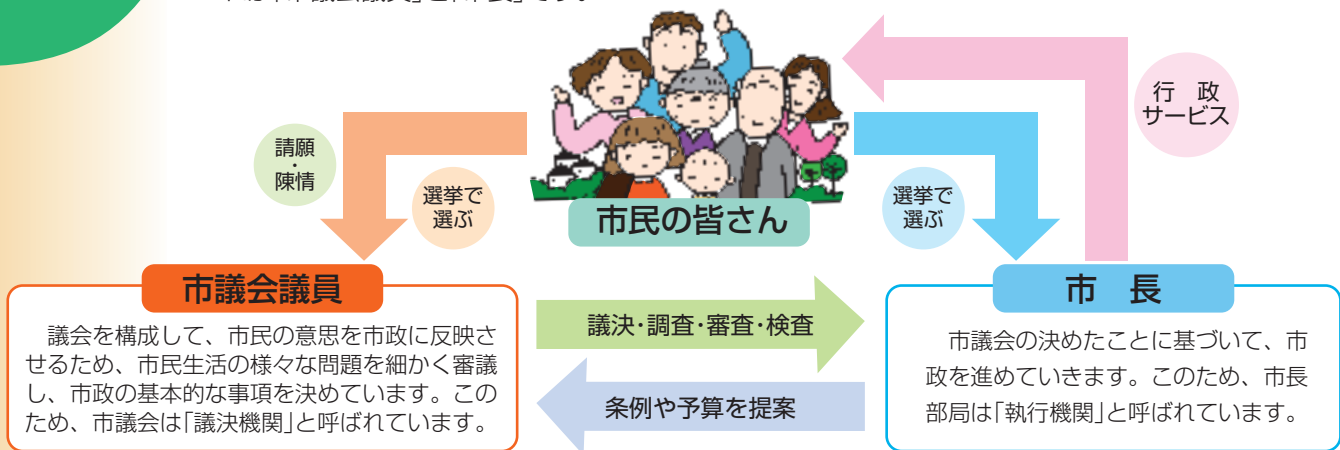 請願
・
陳情
選挙で
選ぶ
市民の皆さん
選挙で
選ぶ
行 政
サービス
市議会議員
議会を構成して、市民の意思を市政に反映さ
せるため、市民生活の様々な問題を細かく審議
し、市政の基本的な事項を決めています。この
ため、市議会は「議決機関」と呼ばれています。
議決・調査・審査・検査
条例や予算を提案
市 長
市議会の決めたことに基づいて、市
政を進めていきます。このため、市長
部局は「執行機関」と呼ばれています。